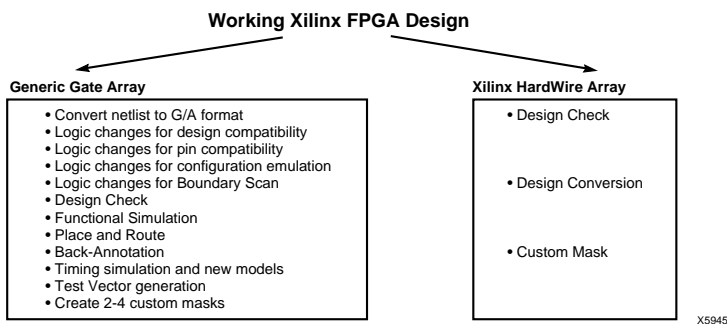 Working Xilinx FPGA Design
Generic Gate Array
• Convert netlist to G/A format
• Logic changes for design compatibility
• Logic changes for pin compatibility
• Logic changes for configuration emulation
• Logic changes for Boundary Scan
• Design Check
• Functional Simulation
• Place and Route
• Back-Annotation
• Timing simulation and new models
• Test Vector generation
• Create 2-4 custom masks
Xilinx HardWire Array
• Design Check
• Design Conversion
• Custom Mask
X5945